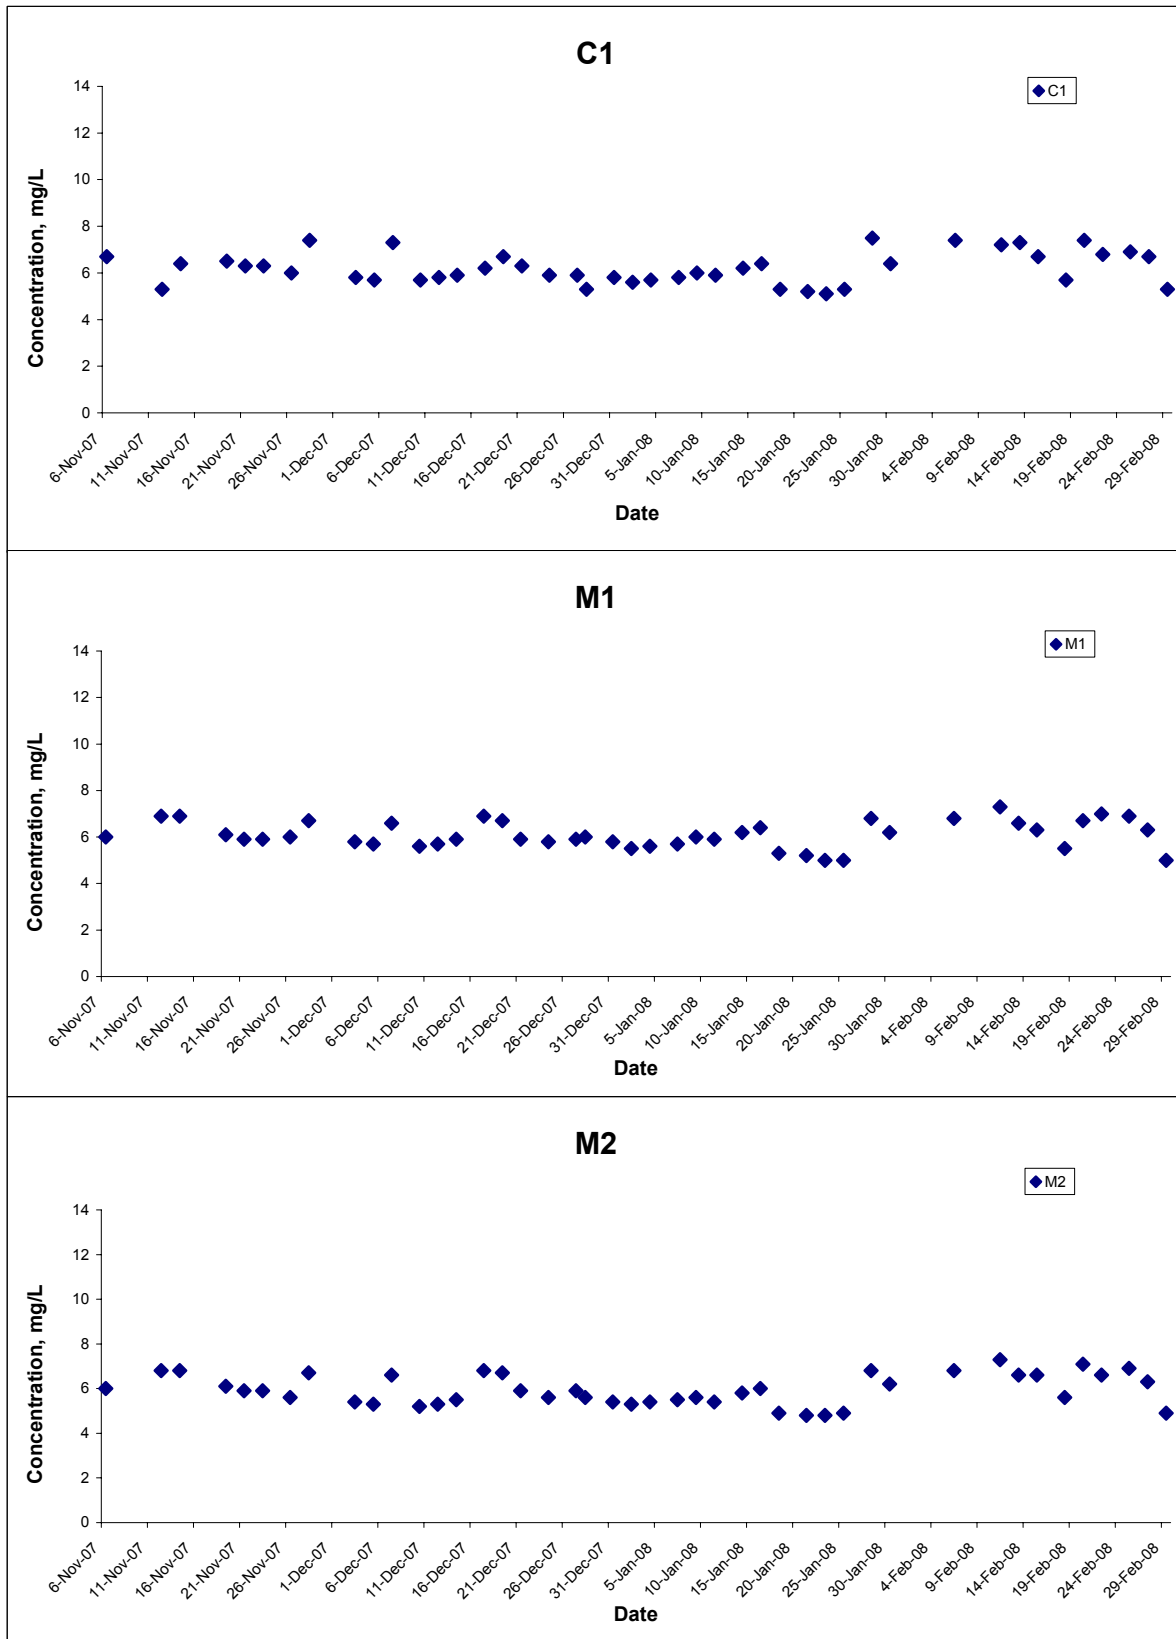 C1
C1
14
12
10
8
6
4
2
0
Concentration, mg/L
6-Nov-07 11-Nov-07 16-Nov-07 21-Nov-07 26-Nov-07 1-Dec-07 6-Dec-07 11-Dec-07 16-Dec-07 21-Dec-07 26-Dec-07 31-Dec-07 5-Jan-08 10-Jan-08 15-Jan-08 20-Jan-08 25-Jan-08 30-Jan-08 4-Feb-08 9-Feb-08 14-Feb-08 19-Feb-08 24-Feb-08 29-Feb-08
Date
M1
M1
14
12
10
8
6
4
2
0
Concentration, mg/L
6-Nov-07 11-Nov-07 16-Nov-07 21-Nov-07 26-Nov-07 1-Dec-07 6-Dec-07 11-Dec-07 16-Dec-07 21-Dec-07 26-Dec-07 31-Dec-07 5-Jan-08 10-Jan-08 15-Jan-08 20-Jan-08 25-Jan-08 30-Jan-08 4-Feb-08 9-Feb-08 14-Feb-08 19-Feb-08 24-Feb-08 29-Feb-08
Date
M2
M2
14
12
10
8
6
4
2
0
Concentration, mg/L
6-Nov-07 11-Nov-07 16-Nov-07 21-Nov-07 26-Nov-07 1-Dec-07 6-Dec-07 11-Dec-07 16-Dec-07 21-Dec-07 26-Dec-07 31-Dec-07 5-Jan-08 10-Jan-08 15-Jan-08 20-Jan-08 25-Jan-08 30-Jan-08 4-Feb-08 9-Feb-08 14-Feb-08 19-Feb-08 24-Feb-08 29-Feb-08
Date